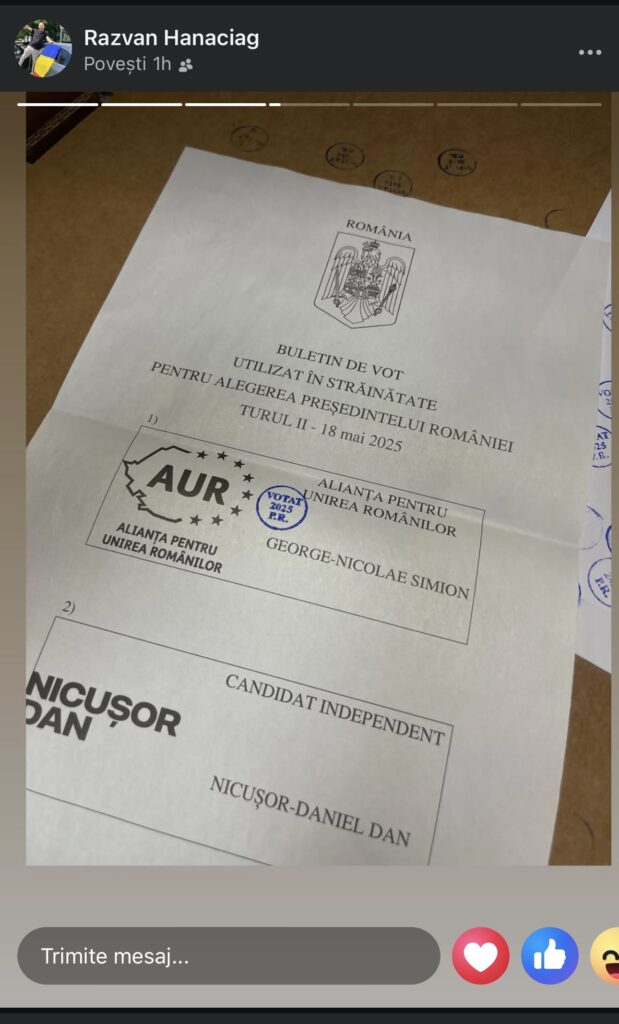 Razvan Hanaciag
Povești 1h
ROMÂNIA
BULETIN DE VOT
UTILIZAT ÎN STRĂINĂTATE
PENTRU ALEGEREA PREȘEDINTELUI ROMÂNIEI
TURUL II - 18 mai 2025
1)
AUR
ALIANȚA PENTRU
UNIREA ROMÂNILOR
VOTAT
2025
P.R.
ALIANȚA PENTRU
UNIREA ROMÂNILOR
GEORGE-NICOLAE SIMION
2)
NICUȘOR
DAN
CANDIDAT INDEPENDENT
NICUȘOR-DANIEL DAN
P.R.
Trimite mesaj...